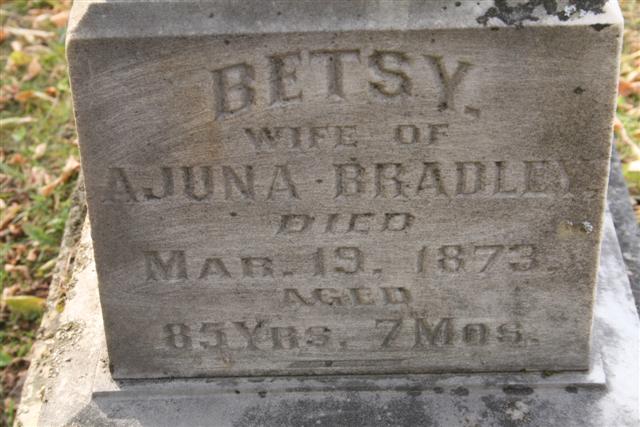 BETSY,
WIFE OF
AJUNA BRADLEY
DIED
MAR. 19. 1873.
AGED
85 YRS. 7 MOS.